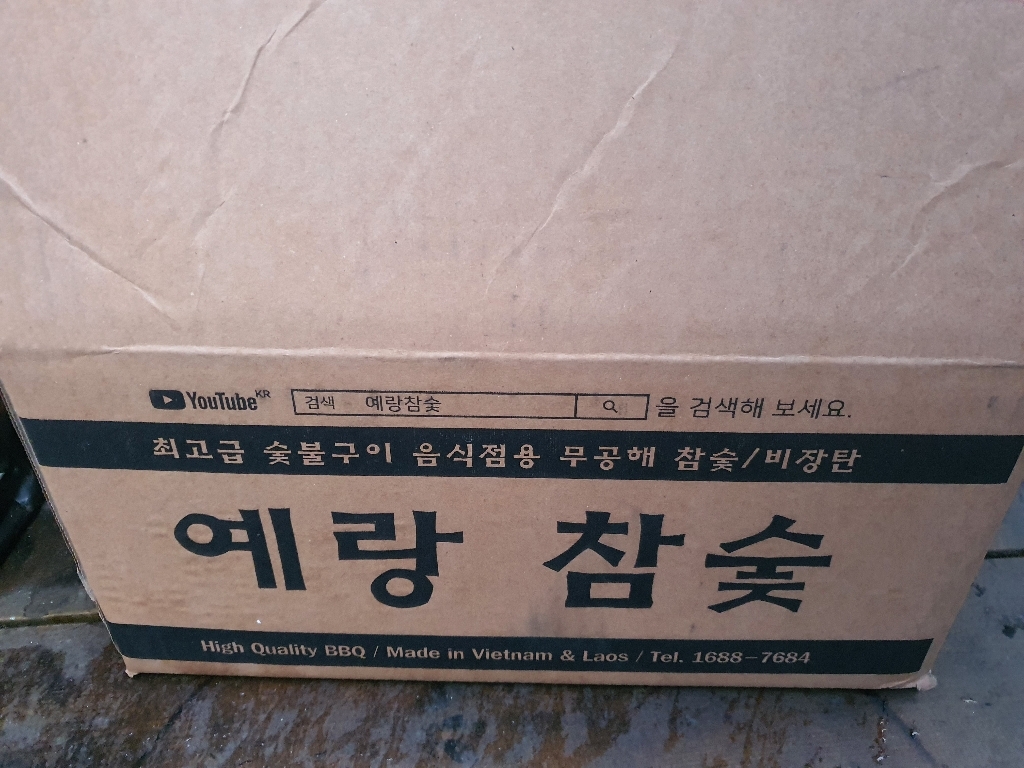 YouTube KR 검색 예랑참숯 을 검색해 보세요.
최고급 숯불구이 음식점용 무공해 참숯/비장탄
예랑 참숯
High Quality BBQ / Made in Vietnam & Laos / Tel. 1688-7684